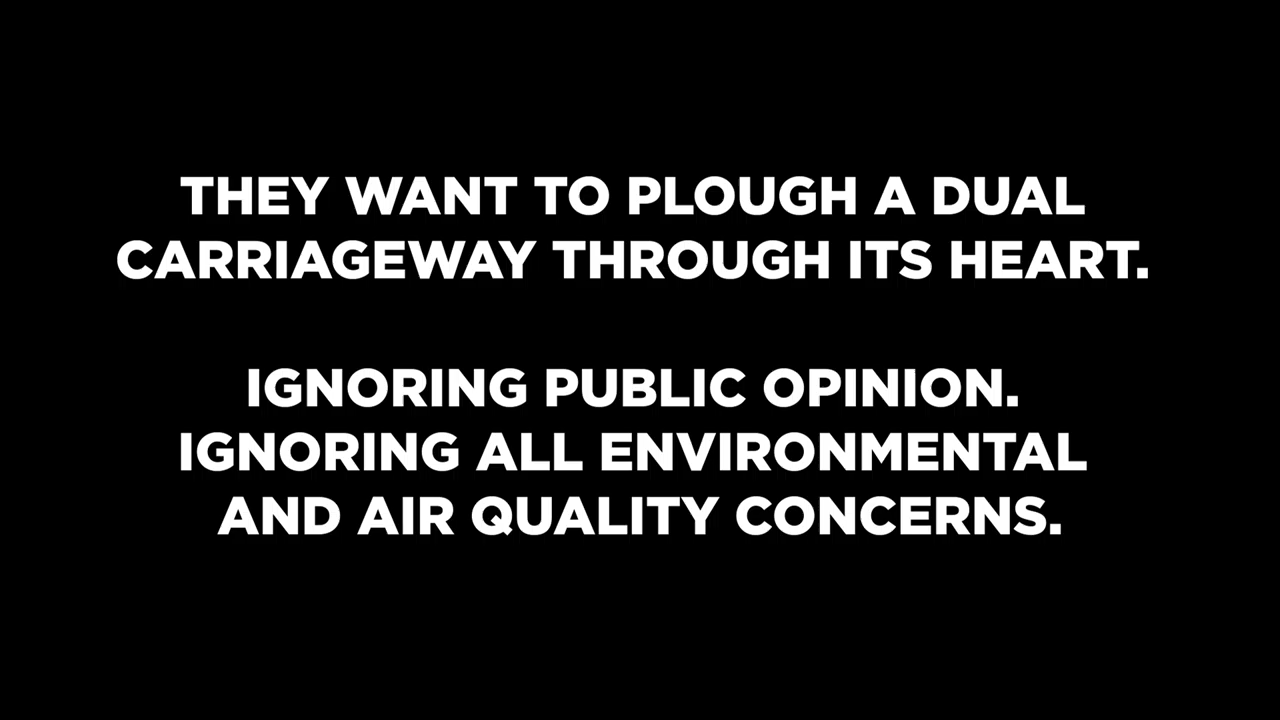 THEY WANT TO PLOUGH A DUAL
CARRIAGEWAY THROUGH ITS HEART.
IGNORING PUBLIC OPINION.
IGNORING ALL ENVIRONMENTAL
AND AIR QUALITY CONCERNS.